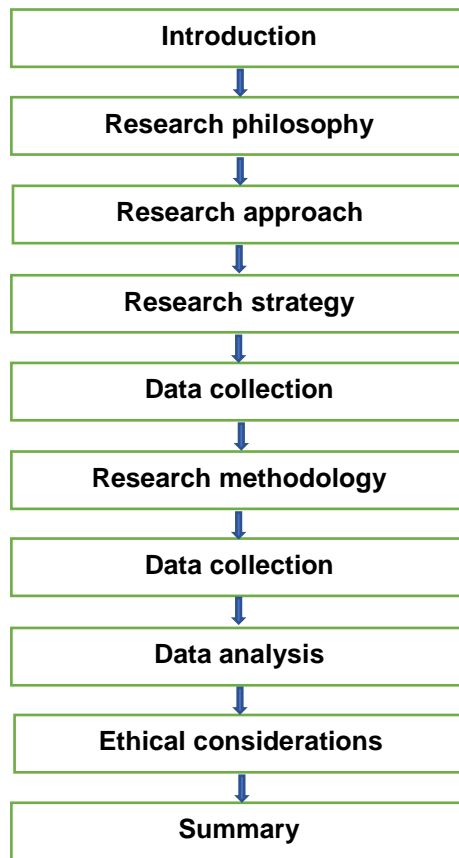 Introduction
Research philosophy
Research approach
Research strategy
Data collection
Research methodology
Data collection
Data analysis
Ethical considerations
Summary